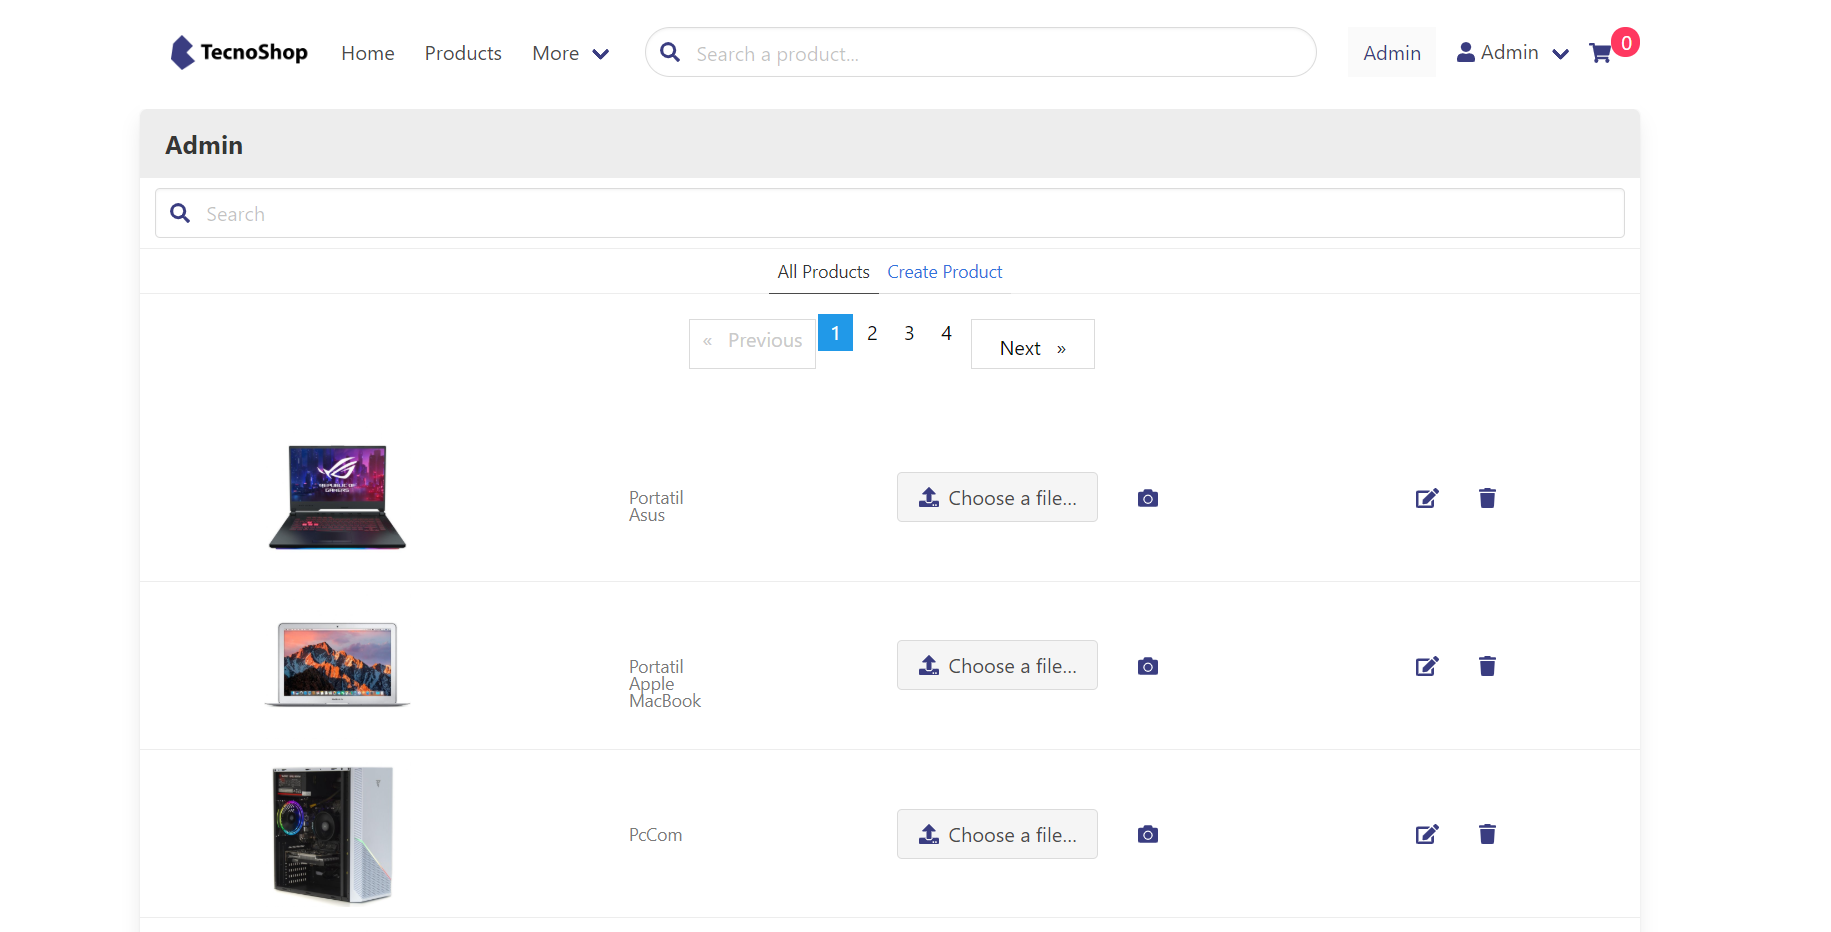 TecnoShop Home Products More Search a product... Admin Admin 0
Admin
Search
All Products Create Product
« Previous 1 2 3 4 Next »
REPUBLIC OF
GAMERS
Portatil
Asus
Choose a file...
Portatil
Apple
MacBook
Choose a file...
PcCom
Choose a file...